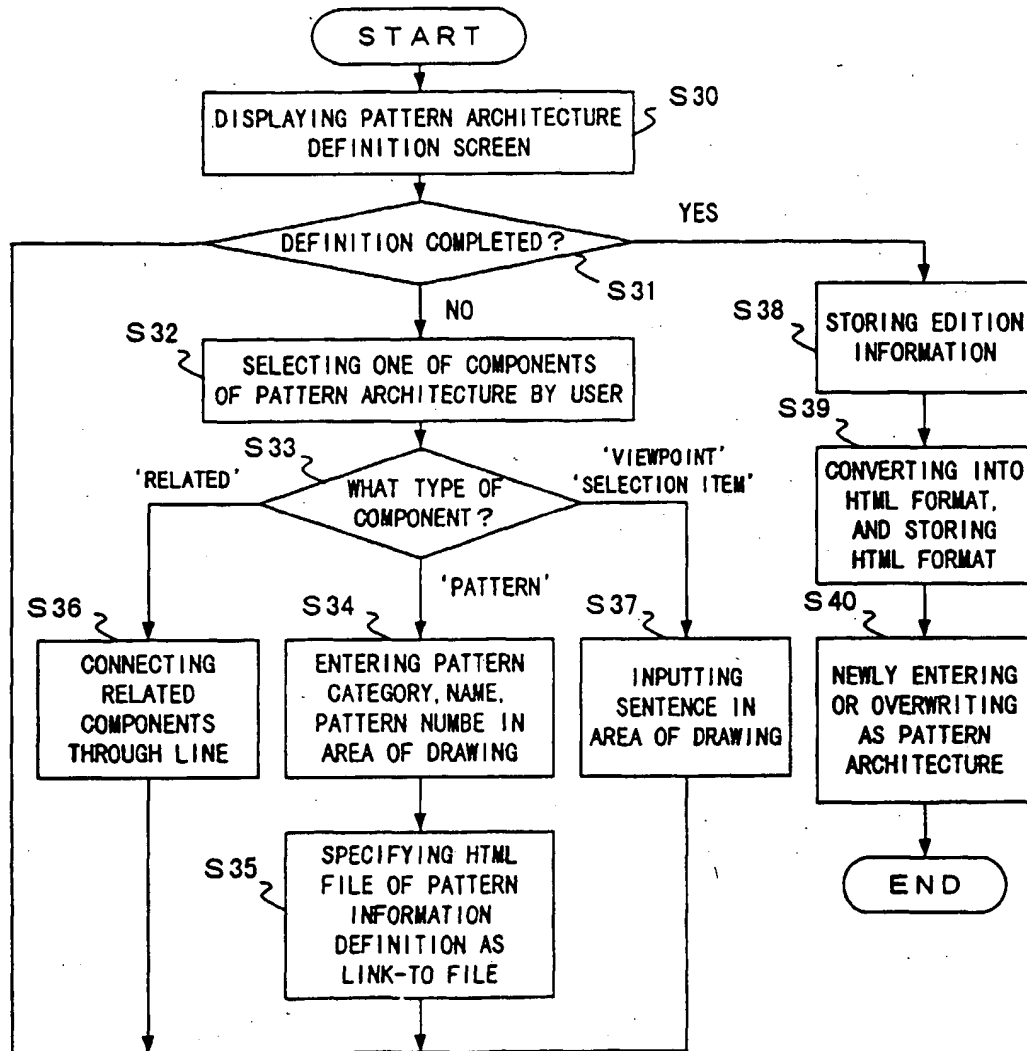 START
S30
DISPLAYING PATTERN ARCHITECTURE
DEFINITION SCREEN
YES
DEFINITION COMPLETED?
S31
NO
S32
SELECTING ONE OF COMPONENTS
OF PATTERN ARCHITECTURE BY USER
S38
STORING EDITION
INFORMATION
S33
'RELATED'
WHAT TYPE OF
COMPONENT?
'VIEWPOINT'
'SELECTION ITEM'
'PATTERN'
S39
CONVERTING INTO
HTML FORMAT,
AND STORING
HTML FORMAT
S36
CONNECTING
RELATED
COMPONENTS
THROUGH LINE
S34
ENTERING PATTERN
CATEGORY, NAME,
PATTERN NUMBE IN
AREA OF DRAWING
S37
INPUTTING
SENTENCE IN
AREA OF DRAWING
S40
NEWLY ENTERING
OR OVERWRITING
AS PATTERN
ARCHITECTURE
S35
SPECIFYING HTML
FILE OF PATTERN
INFORMATION
DEFINITION AS
LINK-TO FILE
END